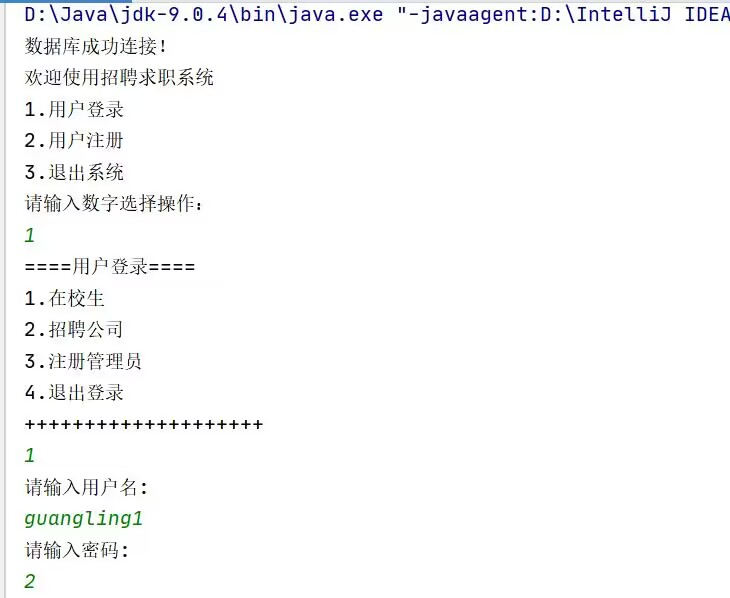 D:\Java\jdk-9.0.4\bin\java.exe "-javaagent:D:\IntelliJ IDEA
数据库成功连接！
欢迎使用招聘求职系统
1.用户登录
2.用户注册
3.退出系统
请输入数字选择操作：
1
====用户登录====
1.在校生
2.招聘公司
3.注册管理员
4.退出登录
++++++++++++++++++++
1
请输入用户名：
guangling1
请输入密码：
2